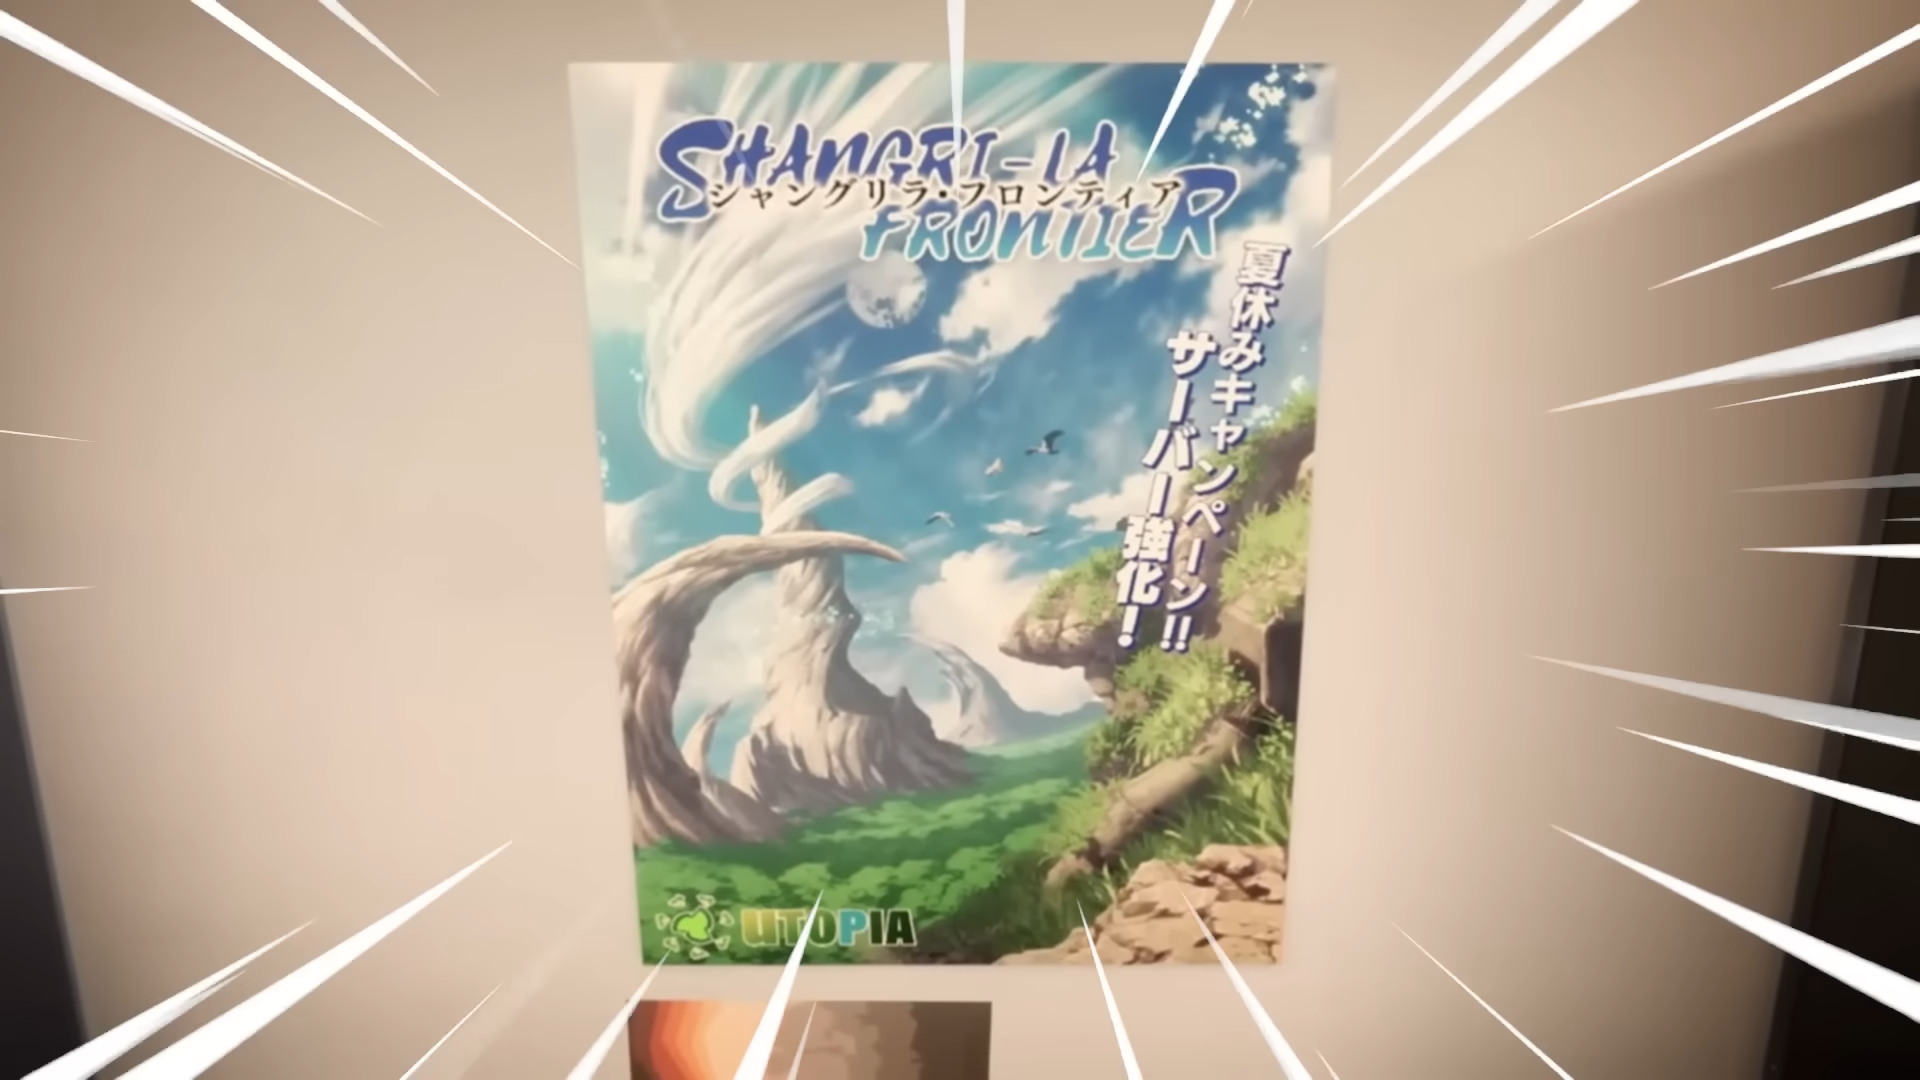 SHANGRI-LA
シャングリラ・フロンティア
FRONTIER
夏休みキャンペーン!!
サーバー強化!
UTOPIA